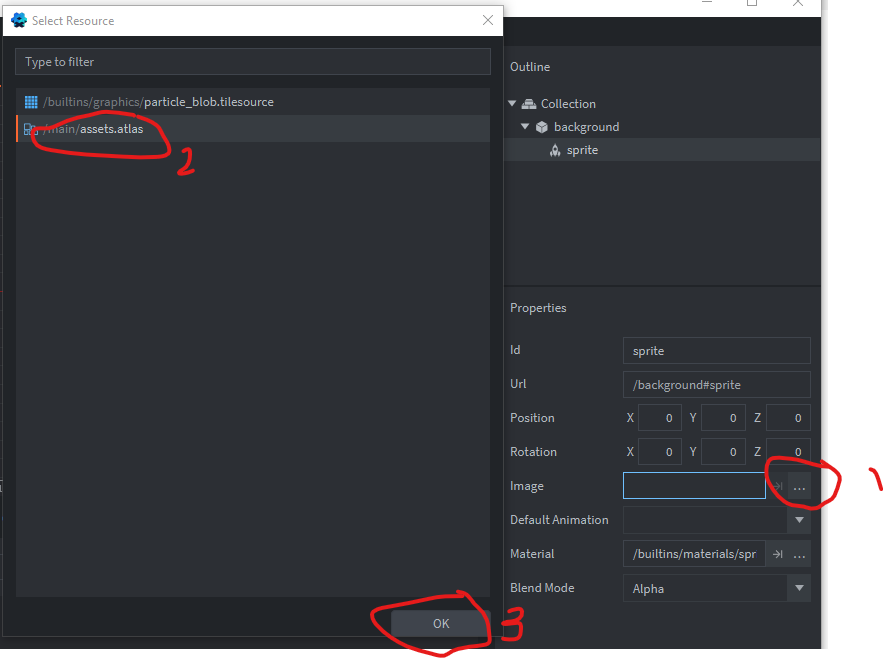 Select Resource
Type to filter
/builtins/graphics/particle_blob.tilesource
/main/assets.atlas
2
OK
3
Outline
Collection
background
sprite
Properties
Id sprite
Url /background#sprite
Position X 0 Y 0 Z 0
Rotation X 0 Y 0 Z 0
Image ...
1
Default Animation
Material /builtins/materials/spr ...
Blend Mode Alpha